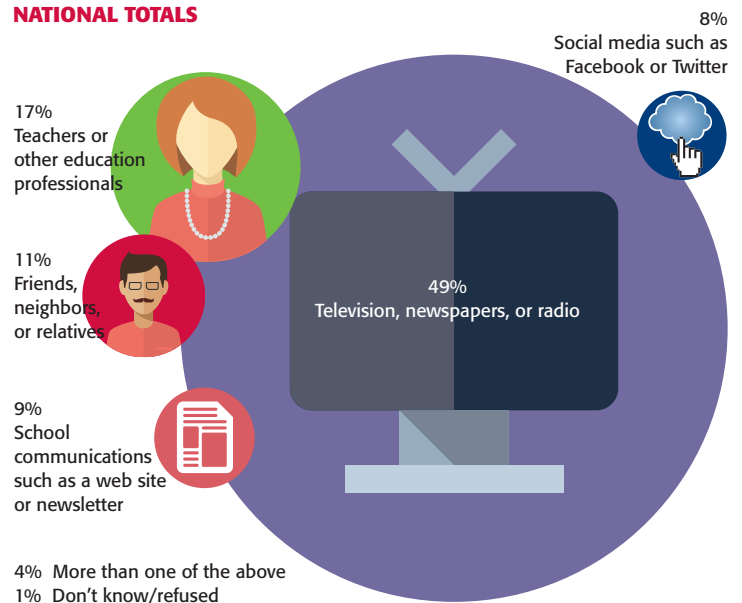 NATIONAL TOTALS
8%
Social media such as
Facebook or Twitter
17%
Teachers or
other education
professionals
11%
Friends,
neighbors,
or relatives
49%
Television, newspapers, or radio
9%
School
communications
such as a web site
or newsletter
4% More than one of the above
1% Don’t know/refused